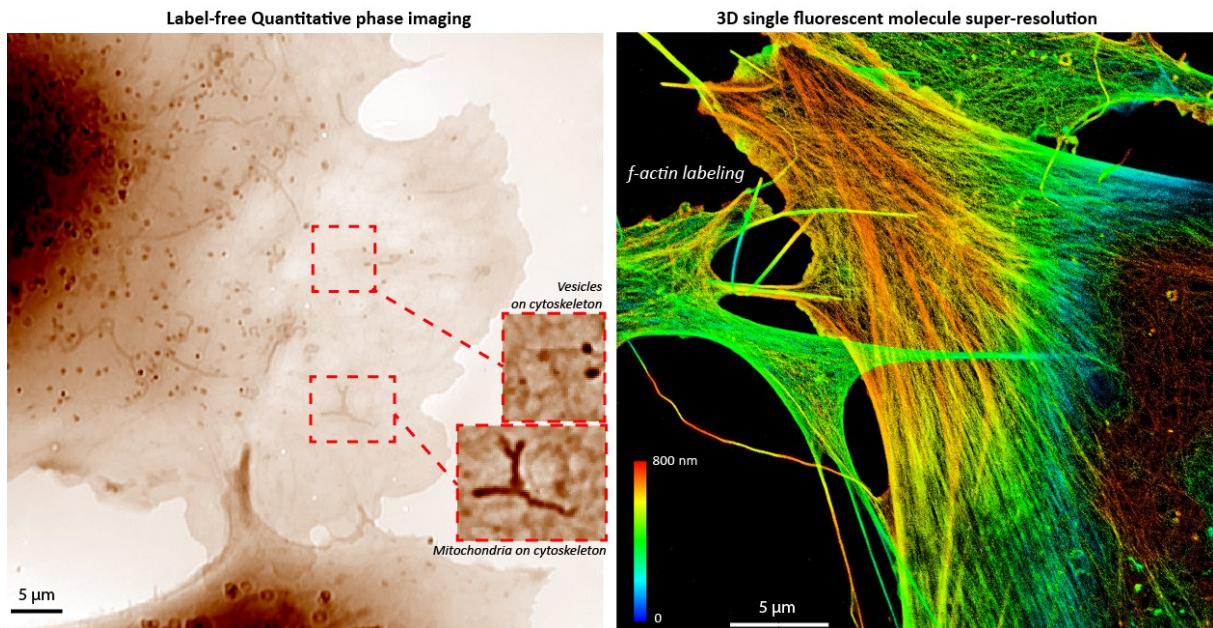 Label-free Quantitative phase imaging
Vesicles
on cytoskeleton
Mitochondria on cytoskeleton
5 µm
3D single fluorescent molecule super-resolution
f-actin labeling
800 nm
0
5 µm